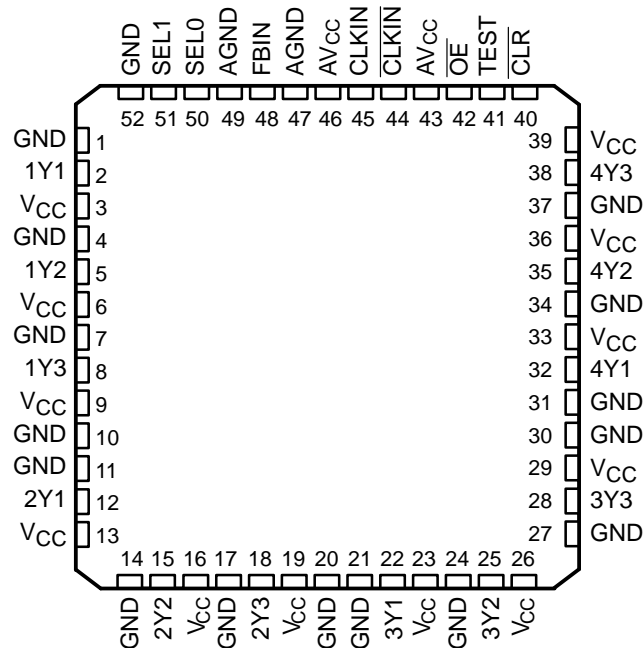 GND SEL1 SEL0 AGND FBIN AGND AVCC CLKIN CLKIN AVCC OE TEST CLR
52 51 50 49 48 47 46 45 44 43 42 41 40
GND 1
1Y1 2
VCC 3
GND 4
1Y2 5
VCC 6
GND 7
1Y3 8
VCC 9
GND 10
GND 11
2Y1 12
VCC 13
39 VCC
38 4Y3
37 GND
36 VCC
35 4Y2
34 GND
33 VCC
32 4Y1
31 GND
30 GND
29 VCC
28 3Y3
27 GND
14 15 16 17 18 19 20 21 22 23 24 25 26
GND 2Y2 VCC GND 2Y3 VCC GND GND 3Y1 VCC GND 3Y2 VCC